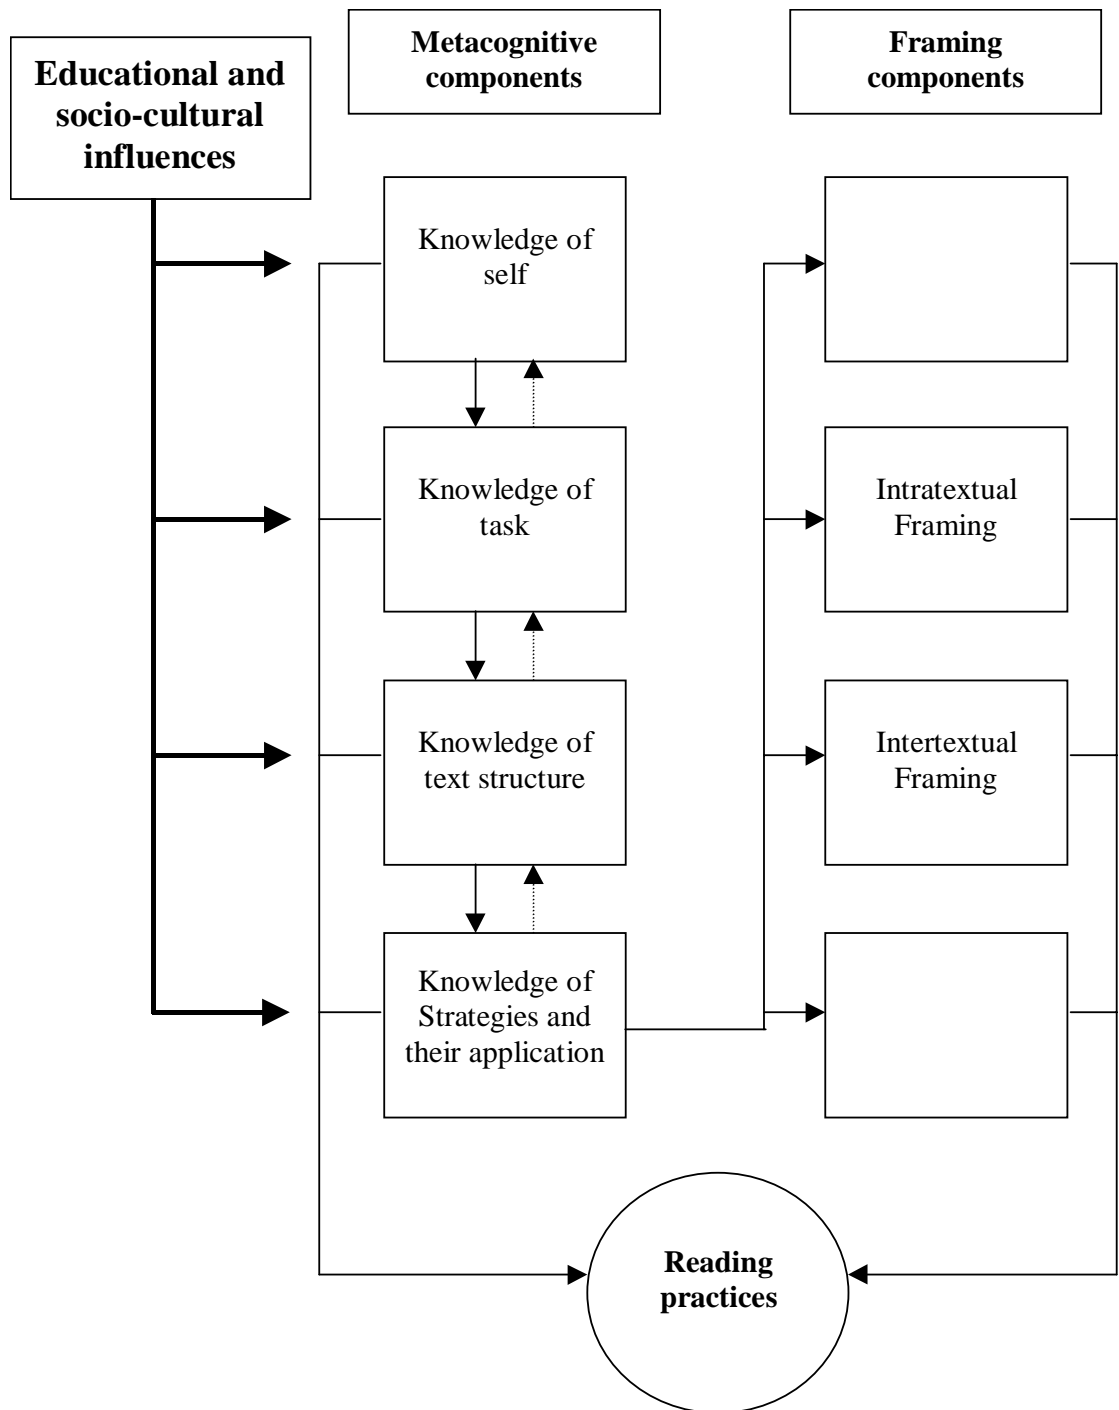 Educational and
socio-cultural
influences
Metacognitive
components
Framing
components
Knowledge of
self
Knowledge of
task
Intratextual
Framing
Knowledge of
text structure
Intertextual
Framing
Knowledge of
Strategies and
their application
Reading
practices